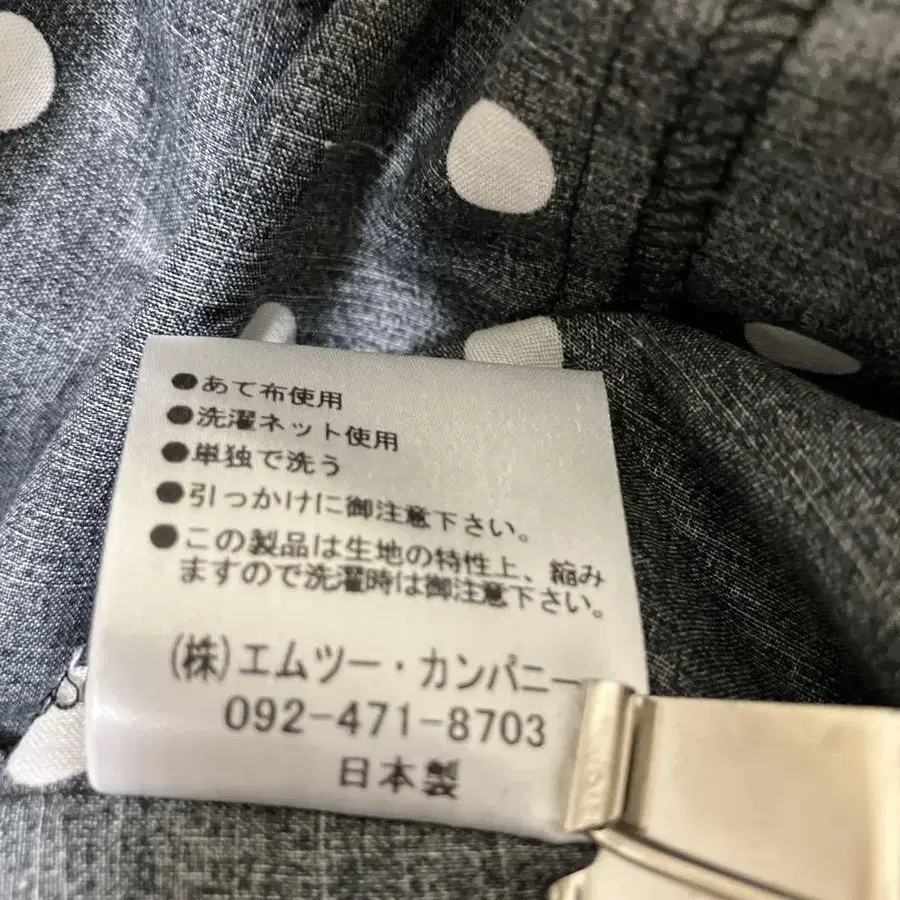 ●あて布使用
●洗濯ネット使用
●単独で洗う
●引っかけに御注意下さい。
●この製品は生地の特性上、縮み
ますので洗濯時は御注意下さい。
(株)エムツー・カンパニー
092-471-8703
日本製